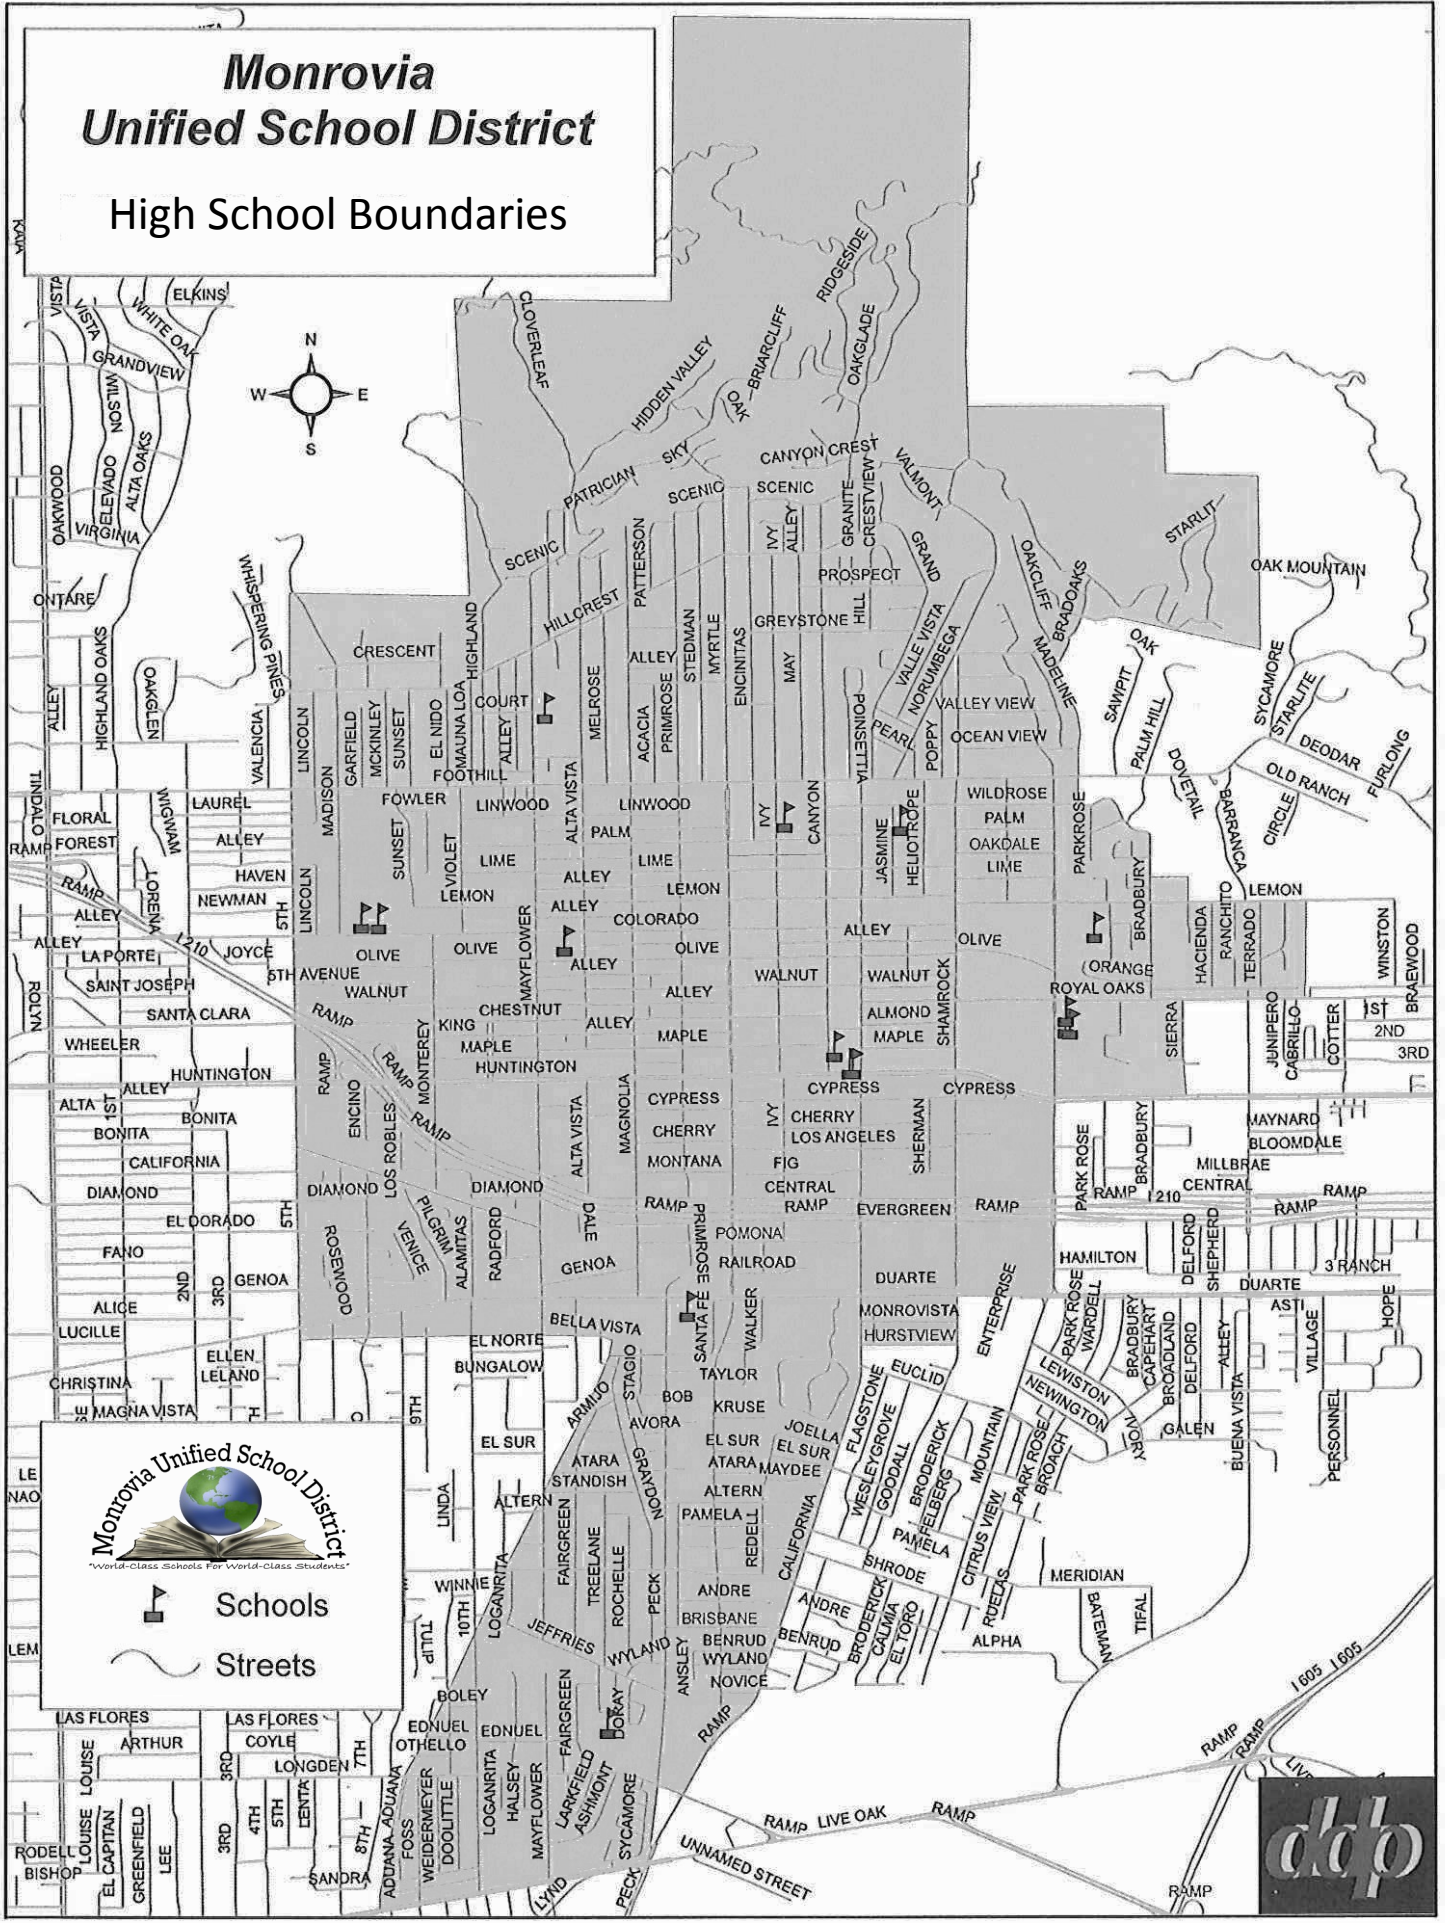 Monrovia
Unified School District
High School Boundaries
KAIA
VISTA
VISTA
WHITE OAK
ELKINS
GRANDVIEW
WILSON
ELEVADO
ALTA OAKS
OAKWOOD
VIRGINIA
ONTARE
N
W
E
S
CLOVERLEAF
HIDDEN VALLEY
OAK
BRIARCLIFF
RIDGESIDE
OAKGLADE
PATRICIAN
SKY
CANYON CREST
VALMONT
SCENIC
SCENIC
SCENIC
IVY
ALLEY
GRANITE
CRESTVIEW
STARLIT
OAK MOUNTAIN
PATTERSON
PROSPECT
GRAND
OAKCLIFF
BRADOAKS
WHISPERING PINES
HILLCREST
GREYSTONE
HILL
VALLE VISTA
NORUMBEGA
HIGHLAND
CRESCENT
ALLEY
STEDMAN
MYRTLE
ENCINITAS
MAY
MADELINE
OAK
SAWPIT
PALM HILL
SYCAMORE
STARLITE
DEODAR
OLD RANCH
FURLONG
CIRCLE
ALLEY
HIGHLAND OAKS
OAKGLEN
VALENCIA
LINCOLN
MADISON
GARFIELD
MCKINLEY
SUNSET
EL NIDO
MAUNA LOA
COURT
ALLEY
MELROSE
ACACIA
PRIMROSE
POINSETTIA
PEARL
POPPY
VALLEY VIEW
OCEAN VIEW
FOOTHILL
TINDALO
FLORAL
FOREST
RAMP
WIGWAM
LAUREL
ALLEY
HAVEN
NEWMAN
FOWLER
LINWOOD
LINWOOD
ALTA VISTA
PALM
LIME
LIME
ALLEY
LEMON
LEMON
ALLEY
COLORADO
IVY
CANYON
JASMINE
HELIOTROPE
WILDROSE
PALM
OAKDALE
LIME
PARKROSE
BRADBURY
DOVETAIL
BARRANCA
LEMON
RAMP
ALLEY
ALLEY
LORENA
I 210
JOYCE
LA PORTE
SAINT JOSEPH
ROLYN
SANTA CLARA
WHEELER
HUNTINGTON
ALLEY
5TH
LINCOLN
SUNSET
VIOLET
MAYFLOWER
OLIVE
OLIVE
OLIVE
5TH AVENUE
WALNUT
ALLEY
ALLEY
ALLEY
OLIVE
WALNUT
WALNUT
ORANGE
ROYAL OAKS
HACIENDA
RANCHITO
TERRADO
WINSTON
BRAEWOOD
CHESTNUT
KING
MAPLE
ALLEY
MAPLE
HUNTINGTON
RAMP
RAMP
RAMP
MONTEREY
ENCINO
LOS ROBLES
RAMP
ALMOND
MAPLE
SHAMROCK
CYPRESS
CYPRESS
SIERRA
JUNIPERO
CABRILLO
COTTER
1ST
2ND
3RD
ALTA
1ST
BONITA
BONITA
CALIFORNIA
DIAMOND
EL DORADO
FANO
ALICE
LUCILLE
2ND
3RD
GENOA
5TH
DIAMOND
DIAMOND
ALTA VISTA
MAGNOLIA
CYPRESS
CHERRY
MONTANA
IVY
CHERRY
LOS ANGELES
FIG
CENTRAL
SHERMAN
RAMP
RAMP
EVERGREEN
RAMP
PARK ROSE
BRADBURY
MAYNARD
BLOOMDALE
MILLBRAE
CENTRAL
RAMP
I 210
RAMP
RAMP
ROSEWOOD
VENICE
PILGRIM
ALAMITAS
RADFORD
DALE
GENOA
PRIMROSE
POMONA
RAILROAD
DUARTE
HAMILTON
DELFORD
SHEPHERD
DUARTE
3 RANCH
ELLEN
LELAND
CHRISTINA
MAGNA VISTA
BELLA VISTA
EL NORTE
BUNGALOW
SANTA FE
WALKER
MONROVISTA
HURSTVIEW
ENTERPRISE
PARK ROSE
WARDELL
BRADBURY
CAPEHART
BROADLAND
DELFORD
ALLEY
ASTI
VILLAGE
HOPE
9TH
ARMIJO
STAGIO
TAYLOR
BOB
KRUSE
AVORA
EUCLID
LEWISTON
NEWINGTON
IVORY
GALEN
BUENA VISTA
PERSONNEL
EL SUR
ATARA
STANDISH
GRAYDON
EL SUR
ATARA
JOELLA
EL SUR
MAYDEE
FLAGSTONE
WESLEYGROVE
GOODALL
BRODERICK
FELBERG
MOUNTAIN
PARK ROSE
BROACH
LINDA
ALTERN
ALTERN
PAMELA
REDELL
CALIFORNIA
PAMELA
CITRUS VIEW
FAIRGREEN
TREELANE
ROCHELLE
PECK
SHRODE
RUELAS
MERIDIAN
WINNIE
10TH
LOGANRITA
TULIP
ANDRE
BRISBANE
ANDRE
BRODERICK
CALMIA
EL TORO
BATEMAN
TIFAL
JEFFRIES
WYLAND
ANSLEY
BENRUD
WYLAND
BENRUD
ALPHA
NOVICE
Monrovia Unified School District
"World-Class Schools For World-Class Students"
Schools
Streets
LE
NAO
LEM
BOLEY
FAIRGREEN
DORAY
RAMP
LAS FLORES
LAS FLORES
ARTHUR
COYLE
LONGDEN
7TH
EDNUEL
EDNUEL
OTHELLO
LOUISE
3RD
LOUISE
EL CAPITAN
GREENFIELD
LEE
3RD
4TH
5TH
LENTA
8TH
ADUANA
ADUANA
FOSS
WEIDERMEYER
DOOLITTLE
LOGANRITA
HALSEY
MAYFLOWER
LARKFIELD
ASHMONT
SYCAMORE
RODELL
BISHOP
SANDRA
LYND
PECK
RAMP
LIVE OAK
RAMP
UNNAMED STREET
I 605
I 605
RAMP
RAMP
RAMP
ddp